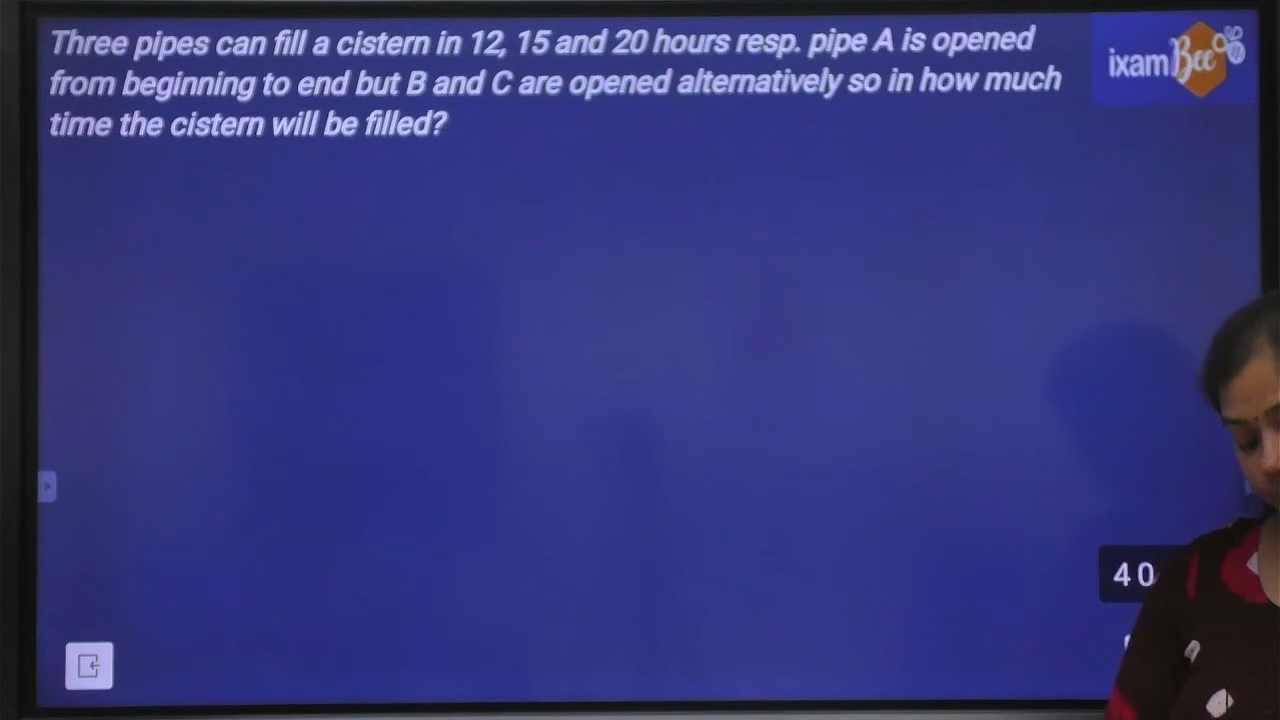 Three pipes can fill a cistern in 12, 15 and 20 hours resp. pipe A is opened
from beginning to end but B and C are opened alternatively so in how much
time the cistern will be filled?
ixamBee
40